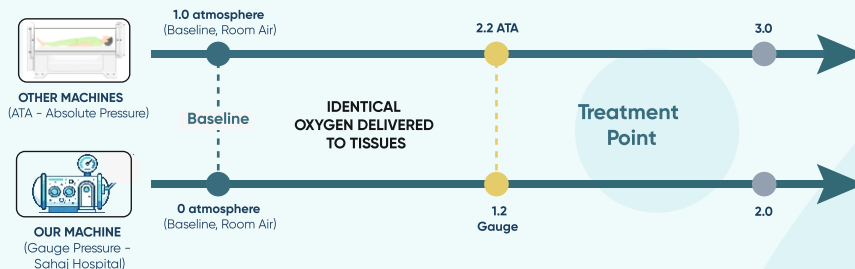 1.0 atmosphere
(Baseline, Room Air)
2.2 ATA
3.0
OTHER MACHINES
(ATA - Absolute Pressure)
Baseline
IDENTICAL
OXYGEN DELIVERED
TO TISSUES
Treatment
Point
0 atmosphere
(Baseline, Room Air)
1.2
Gauge
2.0
OUR MACHINE
(Gauge Pressure -
Sahaj Hospital)